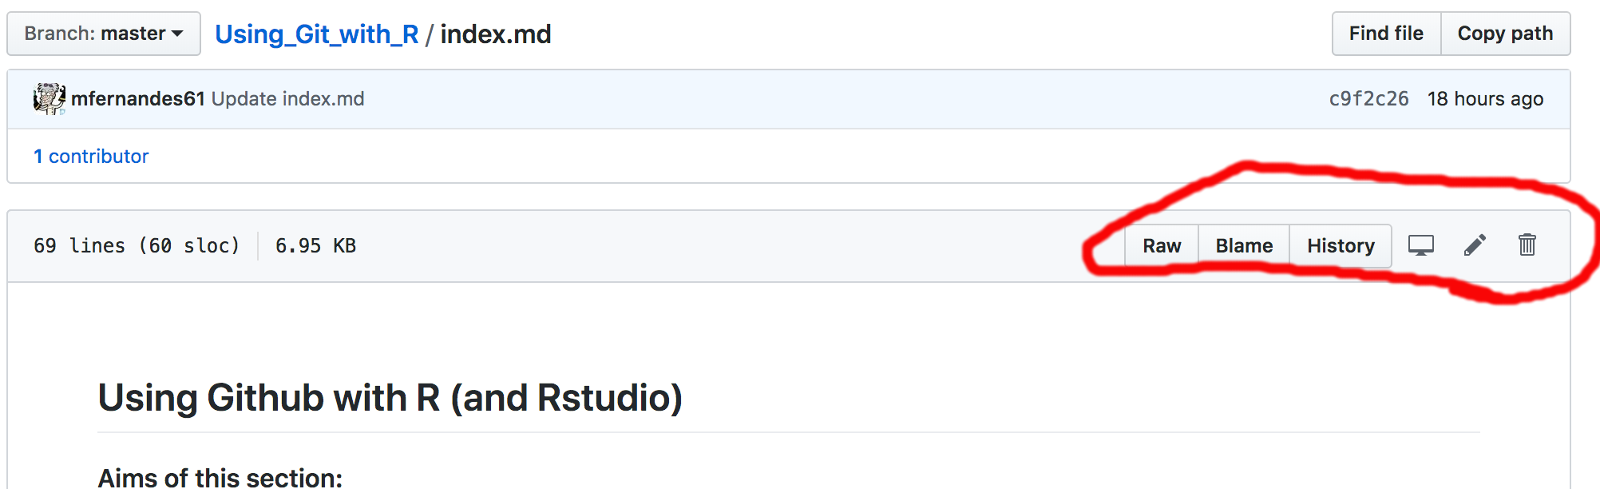 Branch: master Using_Git_with_R / index.md Find file Copy path
mfernandes61 Update index.md c9f2c26 18 hours ago
1 contributor
69 lines (60 sloc) 6.95 KB Raw Blame History
Using Github with R (and Rstudio)
Aims of this section: